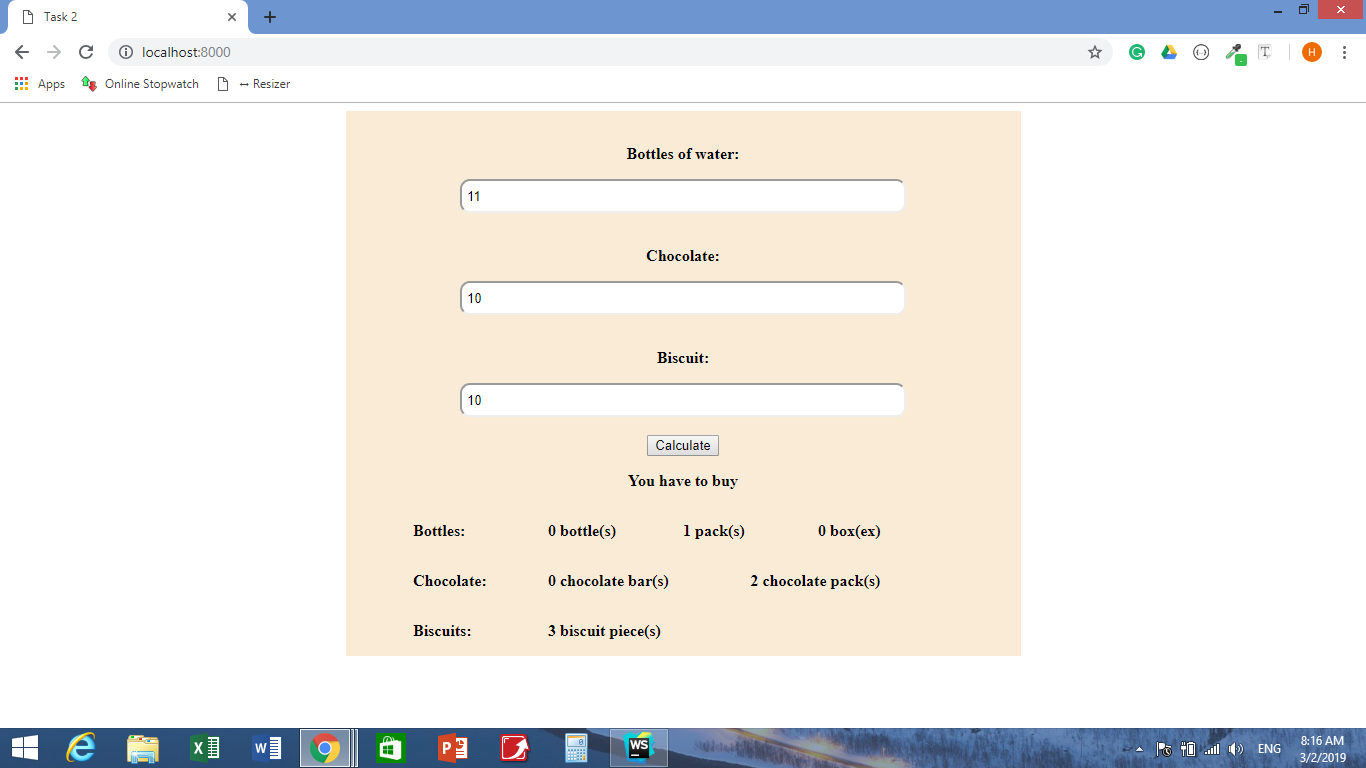 Task 2
localhost:8000
H
Apps Online Stopwatch ↔ Resizer
Bottles of water:
11
Chocolate:
10
Biscuit:
10
Calculate
You have to buy
Bottles: 0 bottle(s) 1 pack(s) 0 box(ex)
Chocolate: 0 chocolate bar(s) 2 chocolate pack(s)
Biscuits: 3 biscuit piece(s)
WS
ENG
8:16 AM
3/2/2019